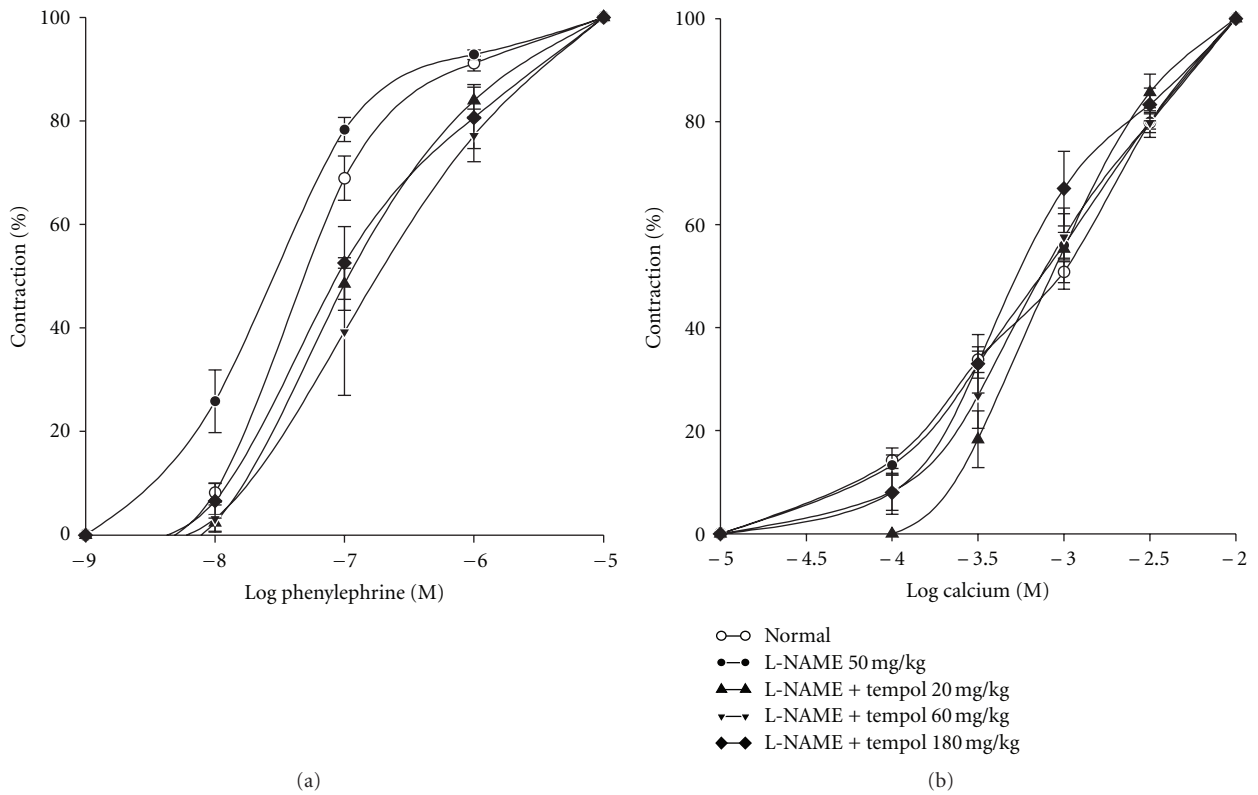 100
80
60
40
20
0
Contraction (%)
−9
−8
−7
−6
−5
Log phenylephrine (M)
(a)
100
80
60
40
20
0
Contraction (%)
−5
−4.5
−4
−3.5
−3
−2.5
−2
Log calcium (M)
Normal
L-NAME 50 mg/kg
L-NAME + tempol 20 mg/kg
L-NAME + tempol 60 mg/kg
L-NAME + tempol 180 mg/kg
(b)